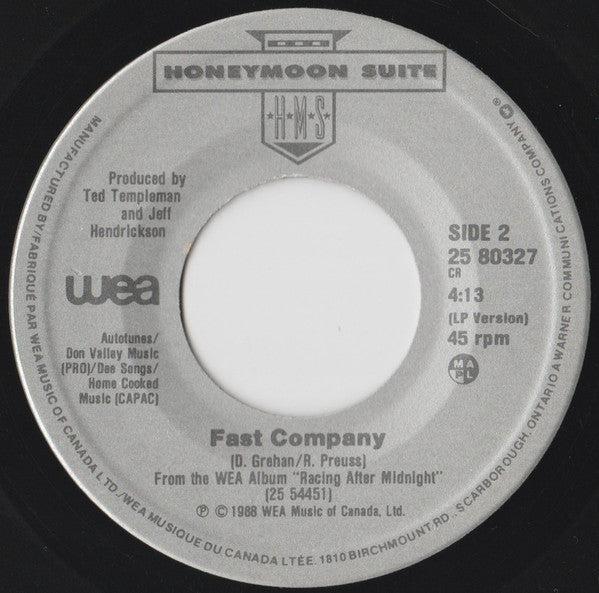 HONEYMOON SUITE
H★M★S
Produced by
Ted Templeman
and Jeff
Hendrickson
wea
Autotunes/
Don Valley Music
(PRO)/Dee Songs/
Home Cooked
Music (CAPAC)
SIDE 2
25 80327
CR
4:13
(LP Version)
45 rpm
M A
P L
Fast Company
(D. Grehan/R. Preuss)
From the WEA Album "Racing After Midnight"
(25 54451)
℗ © 1988 WEA Music of Canada, Ltd.
MANUFACTURED BY/FABRIQUÉ PAR WEA MUSIC OF CANADA LTD./WEA MUSIQUE DU CANADA LTÉE. 1810 BIRCHMOUNT RD., SCARBOROUGH, ONTARIO A WARNER COMMUNICATIONS COMPANY
®